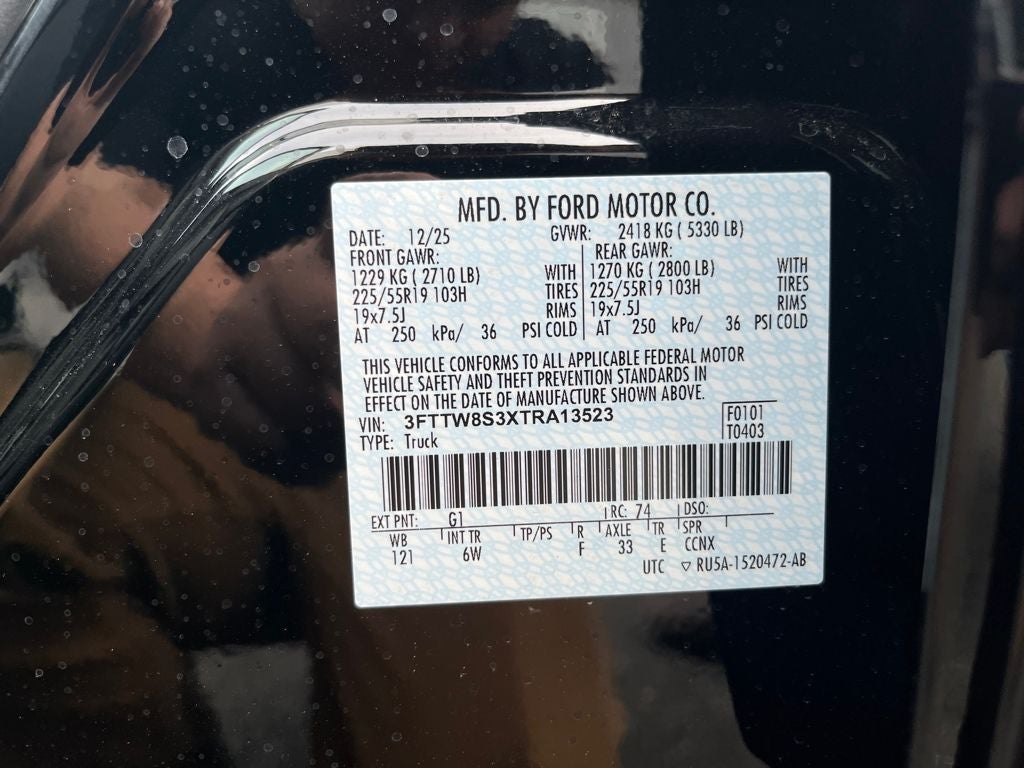 MFD. BY FORD MOTOR CO.
DATE: 12/25 GVWR: 2418 KG ( 5330 LB)
FRONT GAWR: REAR GAWR:
1229 KG ( 2710 LB) WITH 1270 KG ( 2800 LB) WITH
225/55R19 103H TIRES 225/55R19 103H TIRES
19x7.5J RIMS 19x7.5J RIMS
AT 250 kPa/ 36 PSI COLD AT 250 kPa/ 36 PSI COLD
THIS VEHICLE CONFORMS TO ALL APPLICABLE FEDERAL MOTOR
VEHICLE SAFETY AND THEFT PREVENTION STANDARDS IN
EFFECT ON THE DATE OF MANUFACTURE SHOWN ABOVE.
VIN: 3FTTW8S3XTRA13523 F0101
TYPE: Truck T0403
EXT PNT: G1 RC: 74 DSO:
WB INT TR TP/PS R AXLE TR SPR
121 6W F 33 E CCNX
UTC ▽ RU5A-1520472-AB